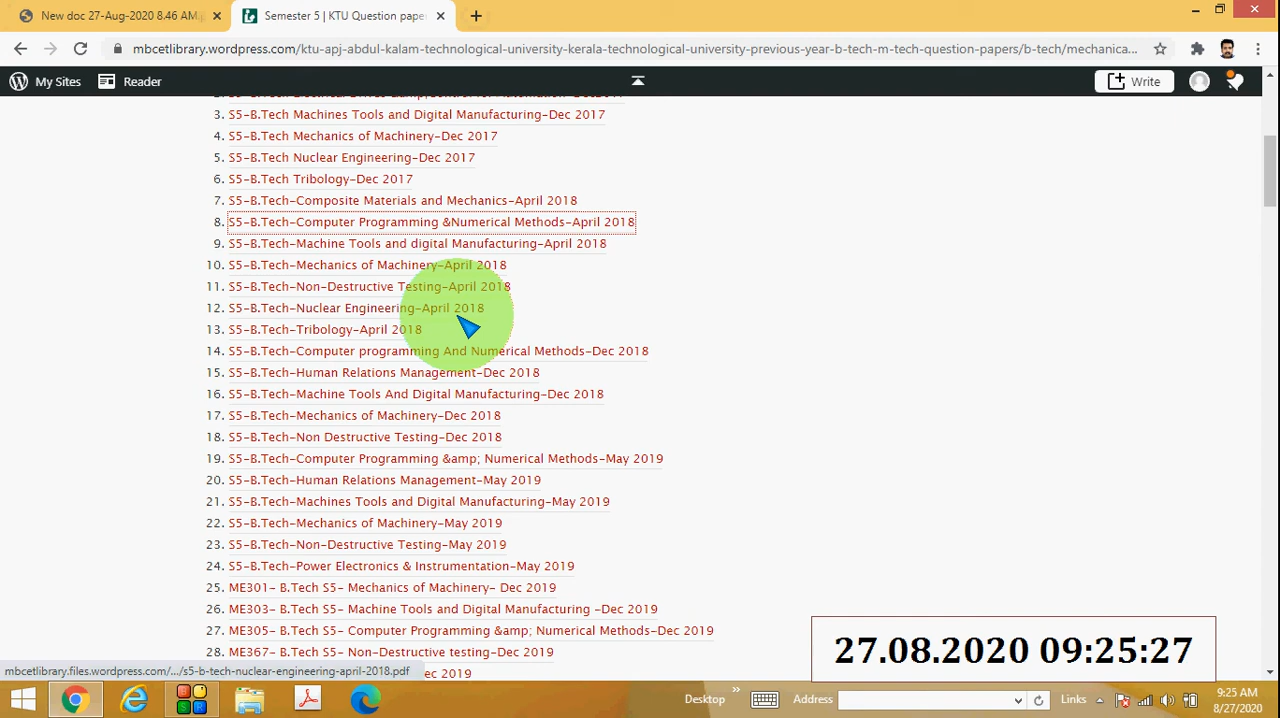 New doc 27-Aug-2020 8.46 AM
Semester 5 | KTU Question paper
mbcetlibrary.wordpress.com/ktu-apj-abdul-kalam-technological-university-kerala-technological-university-previous-year-b-tech-m-tech-question-papers/b-tech/mechanica...
My Sites
Reader
Write
3. S5-B.Tech Machines Tools and Digital Manufacturing-Dec 2017
4. S5-B.Tech Mechanics of Machinery-Dec 2017
5. S5-B.Tech Nuclear Engineering-Dec 2017
6. S5-B.Tech Tribology-Dec 2017
7. S5-B.Tech-Composite Materials and Mechanics-April 2018
8. S5-B.Tech-Computer Programming &Numerical Methods-April 2018
9. S5-B.Tech-Machine Tools and digital Manufacturing-April 2018
10. S5-B.Tech-Mechanics of Machinery-April 2018
11. S5-B.Tech-Non-Destructive Testing-April 2018
12. S5-B.Tech-Nuclear Engineering-April 2018
13. S5-B.Tech-Tribology-April 2018
14. S5-B.Tech-Computer programming And Numerical Methods-Dec 2018
15. S5-B.Tech-Human Relations Management-Dec 2018
16. S5-B.Tech-Machine Tools And Digital Manufacturing-Dec 2018
17. S5-B.Tech-Mechanics of Machinery-Dec 2018
18. S5-B.Tech-Non Destructive Testing-Dec 2018
19. S5-B.Tech-Computer Programming &amp; Numerical Methods-May 2019
20. S5-B.Tech-Human Relations Management-May 2019
21. S5-B.Tech-Machines Tools and Digital Manufacturing-May 2019
22. S5-B.Tech-Mechanics of Machinery-May 2019
23. S5-B.Tech-Non-Destructive Testing-May 2019
24. S5-B.Tech-Power Electronics & Instrumentation-May 2019
25. ME301- B.Tech S5- Mechanics of Machinery- Dec 2019
26. ME303- B.Tech S5- Machine Tools and Digital Manufacturing -Dec 2019
27. ME305- B.Tech S5- Computer Programming &amp; Numerical Methods-Dec 2019
28. ME367- B.Tech S5- Non-Destructive testing-Dec 2019
ec 2019
mbcetlibrary.files.wordpress.com/.../s5-b-tech-nuclear-engineering-april-2018.pdf
27.08.2020 09:25:27
Desktop
Address
Links
9:25 AM
8/27/2020